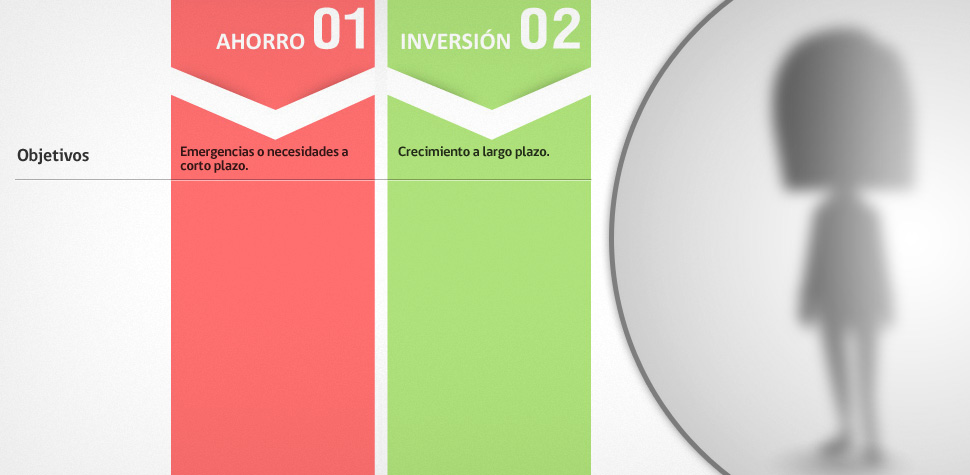 AHORRO 01
INVERSIÓN 02
Objetivos
Emergencias o necesidades a
corto plazo.
Crecimiento a largo plazo.